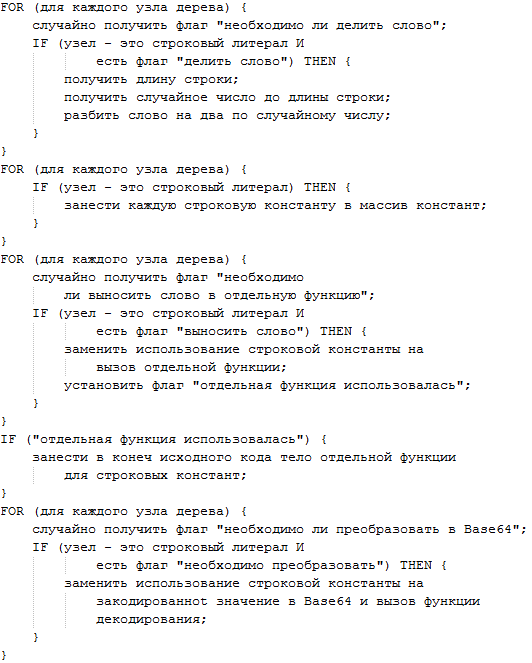 FOR (для каждого узла дерева) {
случайно получить флаг "необходимо ли делить слово";
IF (узел – это строковый литерал И
есть флаг "делить слово") THEN {
получить длину строки;
получить случайное число до длины строки;
разбить слово на два по случайному числу;
}
}
FOR (для каждого узла дерева) {
IF (узел – это строковый литерал) THEN {
занести каждую строковую константу в массив констант;
}
}
FOR (для каждого узла дерева) {
случайно получить флаг "необходимо
ли выносить слово в отдельную функцию";
IF (узел – это строковый литерал И
есть флаг "выносить слово") THEN {
заменить использование строковой константы на
вызов отдельной функции;
установить флаг "отдельная функция использовалась";
}
}
IF ("отдельная функция использовалась") {
занести в конеч исходного кода тело отдельной функции
для строковых констант;
}
FOR (для каждого узла дерева) {
случайно получить флаг "необходимо ли преобразовать в Base64";
IF (узел – это строковый литерал И
есть флаг "необходимо преобразовать") THEN {
заменить использование строковой константы на
закодированноt значение в Base64 и вызов функции
декодирования;
}
}